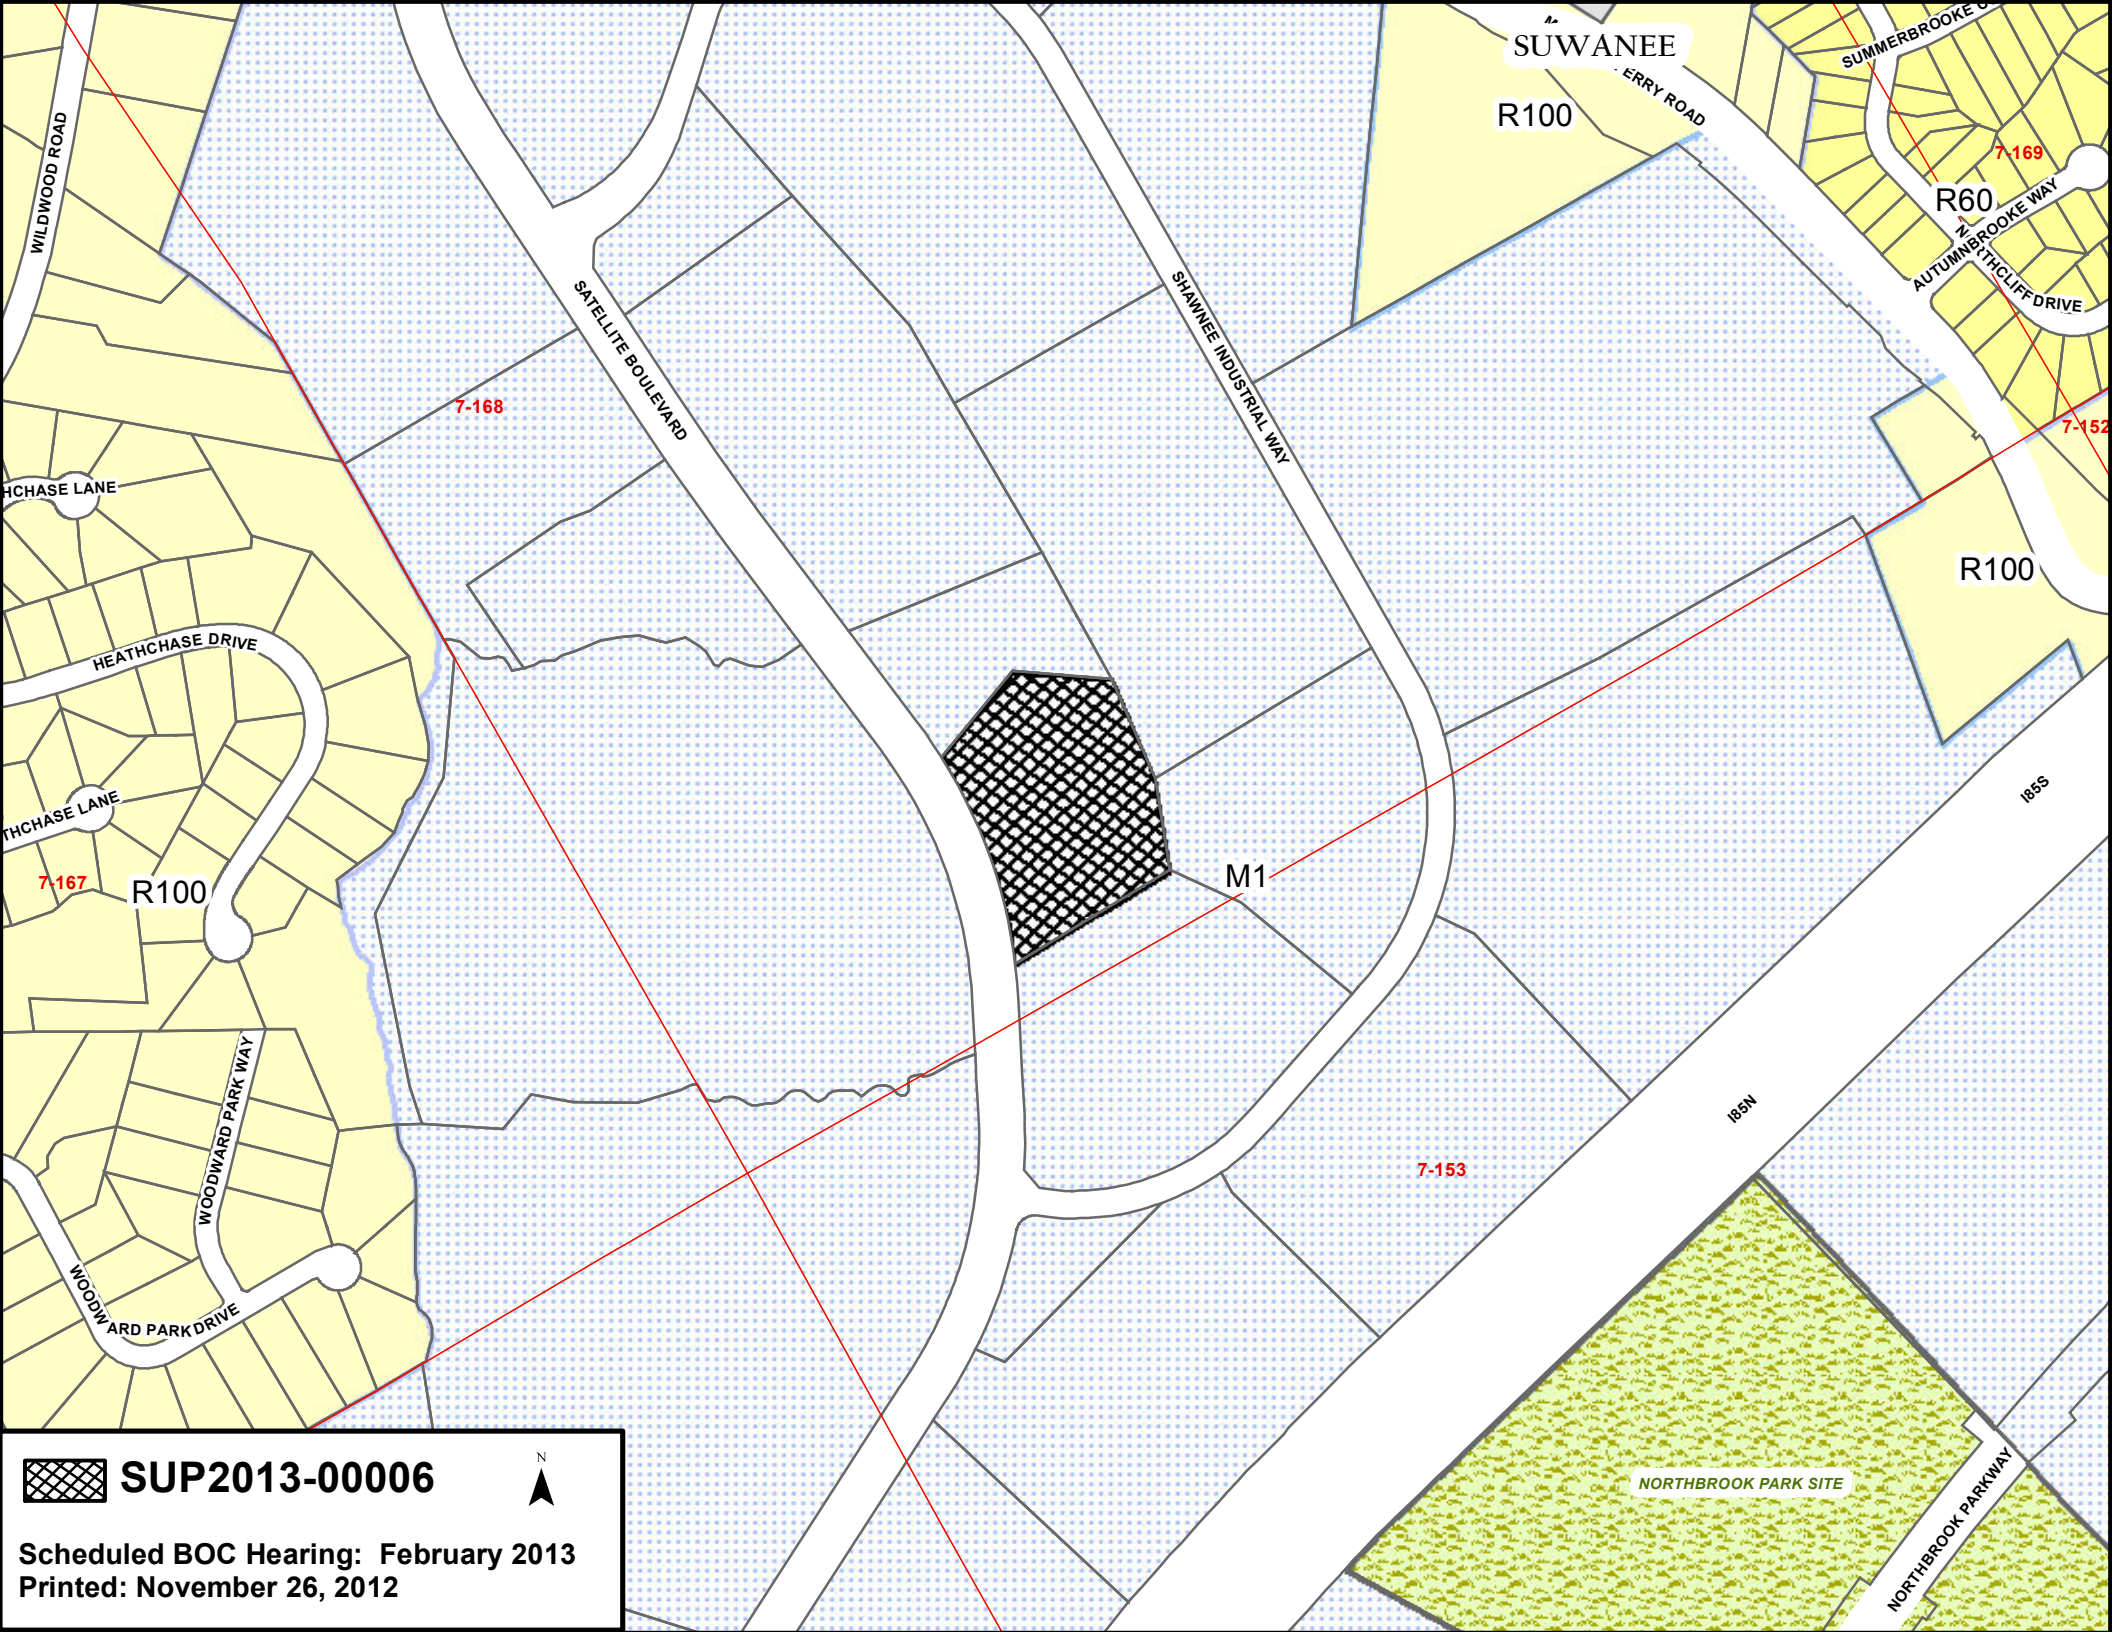 SUMMERBROOKE
SUWANEE
FERRY ROAD
R100
WILDWOOD ROAD
7-169
R60
AUTUMNBROOKE WAY
NORTHCLIFF DRIVE
SATELLITE BOULEVARD
SHAWNEE INDUSTRIAL WAY
7-168
7-152
HCHASE LANE
R100
HEATHCHASE DRIVE
I85S
THCHASE LANE
7-167
R100
M1
WOODWARD PARK WAY
I85N
7-153
WOODWARD PARK DRIVE
NORTHBROOK PARK SITE
NORTHBROOK PARKWAY
SUP2013-00006
N
Scheduled BOC Hearing: February 2013
Printed: November 26, 2012